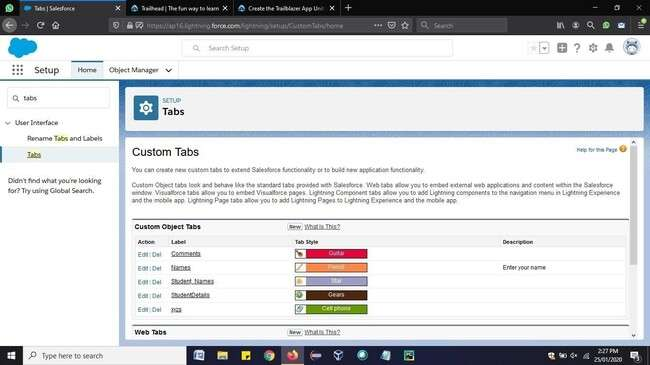 Tabs | Salesforce
Trailhead | The fun way to learn
Create the Trailblazer App Unit
https://ap16.lightning.force.com/lightning/setup/CustomTabs/home
Search
Search Setup
Setup
Home
Object Manager
tabs
User Interface
Rename Tabs and Labels
Tabs
Didn't find what you're looking for? Try using Global Search.
SETUP
Tabs
Custom Tabs
Help for this Page
You can create new custom tabs to extend Salesforce functionality or to build new application functionality.
Custom Object tabs look and behave like the standard tabs provided with Salesforce. Web tabs allow you to embed external web applications and content within the Salesforce
window. Visualforce tabs allow you to embed Visualforce pages. Lightning Component tabs allow you to add Lightning components to the navigation menu in Lightning Experience
and the mobile app. Lightning Page tabs allow you to add Lightning Pages to Lightning Experience and the mobile app.
Custom Object Tabs New What Is This?
Action Label Tab Style Description
Edit | Del Comments Guitar
Edit | Del Names Pencil Enter your name
Edit | Del Student_Names Star
Edit | Del StudentDetails Gears
Edit | Del Cell phone
Web Tabs New What Is This?
Type here to search
2:27 PM
25/01/2020